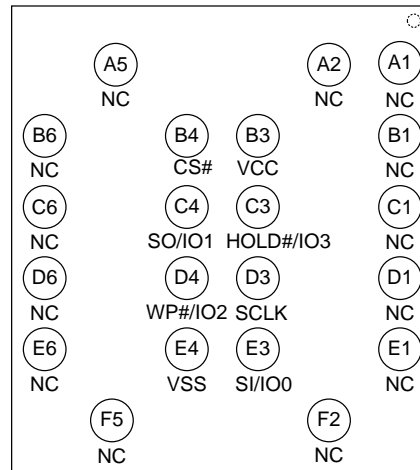 A5 A2 A1
NC NC NC
B6 B4 B3 B1
NC CS# VCC NC
C6 C4 C3 C1
NC SO/IO1 HOLD#/IO3 NC
D6 D4 D3 D1
NC WP#/IO2 SCLK NC
E6 E4 E3 E1
NC VSS SI/IO0 NC
F5 F2
NC NC